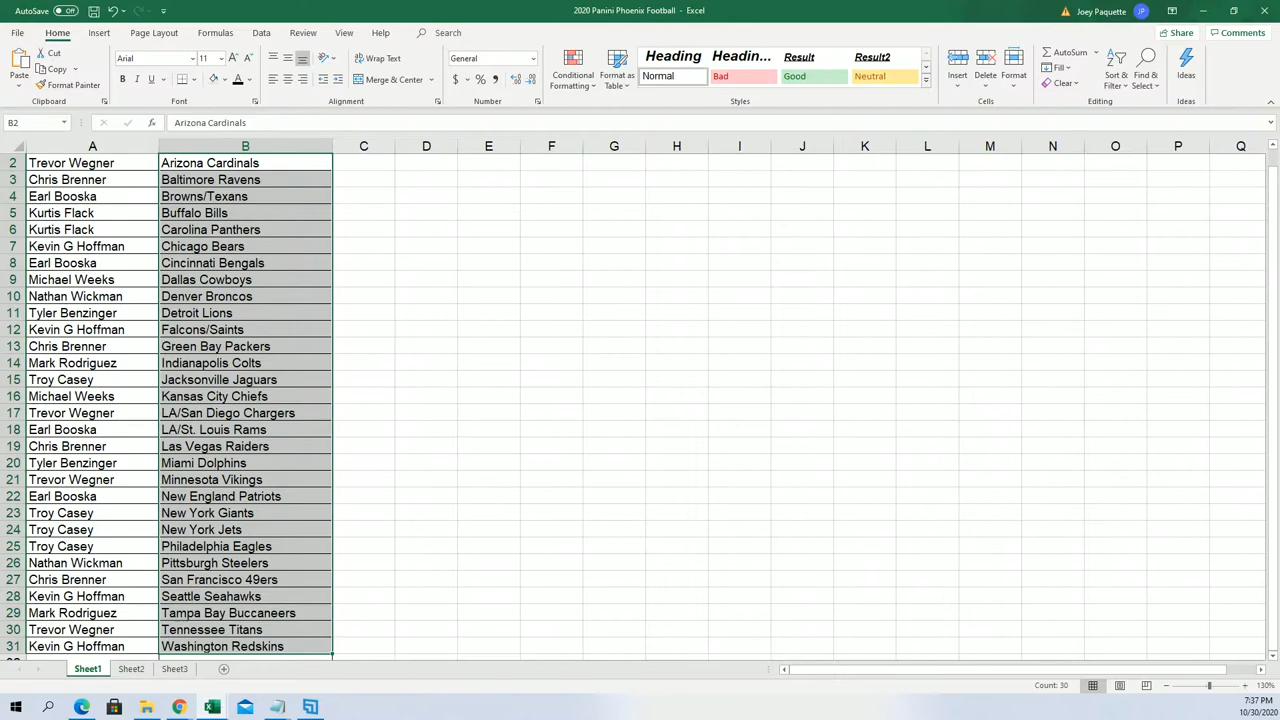 AutoSave Off 2020 Panini Phoenix Football - Excel Joey Paquette JP
File Home Insert Page Layout Formulas Data Review View Help Search Share Comments
Paste Cut Copy Format Painter Clipboard
Arial 11 A A B I U A Font
Wrap Text Merge & Center Alignment
General $ % Number
Conditional Formatting Format as Table
Heading Headin... Result Result2
Normal Bad Good Neutral Styles
Insert Delete Format Cells
AutoSum Fill Clear Sort & Filter Find & Select Editing
Ideas Ideas
B2 fx Arizona Cardinals
A B C D E F G H I J K L M N O P Q
2 Trevor Wegner Arizona Cardinals
3 Chris Brenner Baltimore Ravens
4 Earl Booska Browns/Texans
5 Kurtis Flack Buffalo Bills
6 Kurtis Flack Carolina Panthers
7 Kevin G Hoffman Chicago Bears
8 Earl Booska Cincinnati Bengals
9 Michael Weeks Dallas Cowboys
10 Nathan Wickman Denver Broncos
11 Tyler Benzinger Detroit Lions
12 Kevin G Hoffman Falcons/Saints
13 Chris Brenner Green Bay Packers
14 Mark Rodriguez Indianapolis Colts
15 Troy Casey Jacksonville Jaguars
16 Michael Weeks Kansas City Chiefs
17 Trevor Wegner LA/San Diego Chargers
18 Earl Booska LA/St. Louis Rams
19 Chris Brenner Las Vegas Raiders
20 Tyler Benzinger Miami Dolphins
21 Trevor Wegner Minnesota Vikings
22 Earl Booska New England Patriots
23 Troy Casey New York Giants
24 Troy Casey New York Jets
25 Troy Casey Philadelphia Eagles
26 Nathan Wickman Pittsburgh Steelers
27 Chris Brenner San Francisco 49ers
28 Kevin G Hoffman Seattle Seahawks
29 Mark Rodriguez Tampa Bay Buccaneers
30 Trevor Wegner Tennessee Titans
31 Kevin G Hoffman Washington Redskins
Sheet1 Sheet2 Sheet3
Count: 30 130%
7:37 PM
10/30/2020